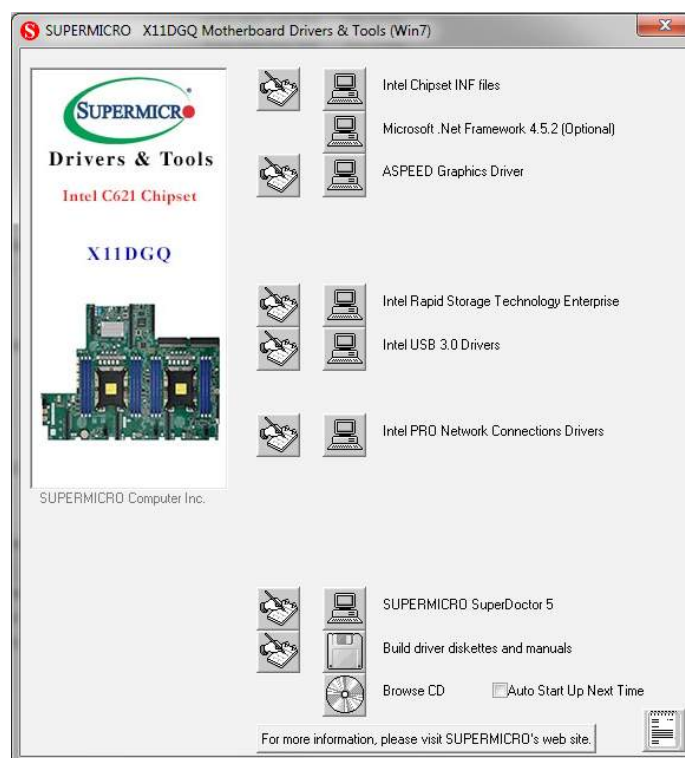 SUPERMICRO X11DGQ Motherboard Drivers & Tools (Win7)
SUPERMICRO
Drivers & Tools
Intel C621 Chipset
X11DGQ
SUPERMICRO Computer Inc.
Intel Chipset INF files
Microsoft .Net Framework 4.5.2 (Optional)
ASPEED Graphics Driver
Intel Rapid Storage Technology Enterprise
Intel USB 3.0 Drivers
Intel PRO Network Connections Drivers
SUPERMICRO SuperDoctor 5
Build driver diskettes and manuals
Browse CD
Auto Start Up Next Time
For more information, please visit SUPERMICRO's web site.